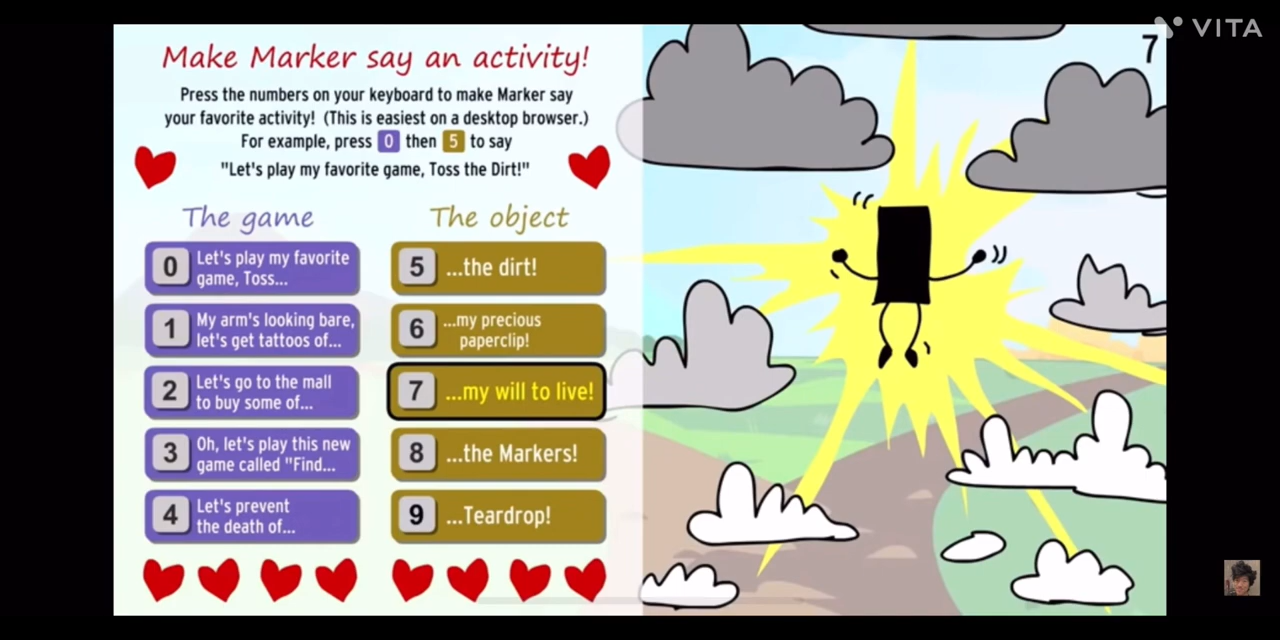 VITA
7
Make Marker say an activity!
Press the numbers on your keyboard to make Marker say
your favorite activity! (This is easiest on a desktop browser.)
For example, press 0 then 5 to say
"Let's play my favorite game, Toss the Dirt!"
The game
0 Let's play my favorite
game, Toss...
1 My arm's looking bare,
let's get tattoos of...
2 Let's go to the mall
to buy some of...
3 Oh, let's play this new
game called "Find...
4 Let's prevent
the death of...
The object
5 ...the dirt!
6 ...my precious
paperclip!
7 ...my will to live!
8 ...the Markers!
9 ...Teardrop!